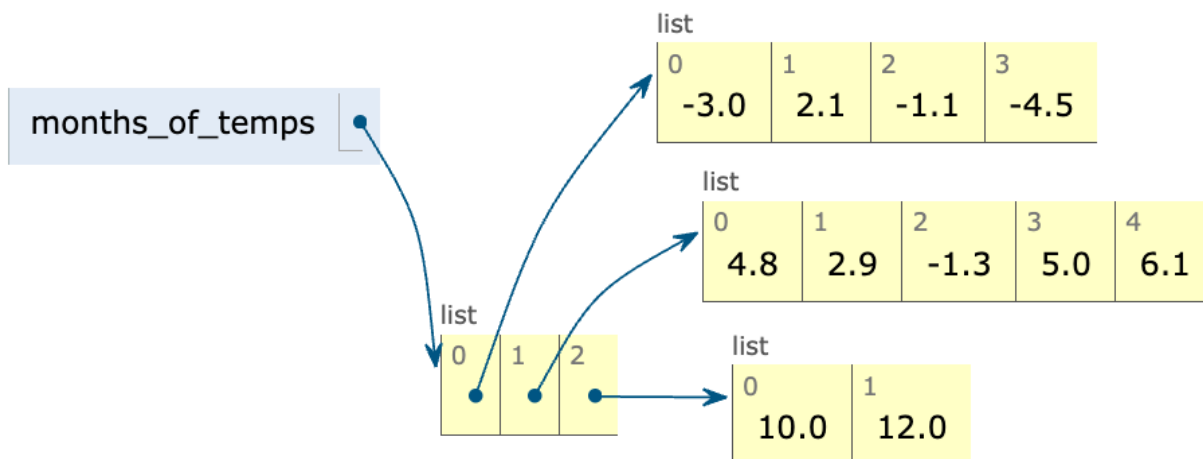 list
0 1 2 3
-3.0 2.1 -1.1 -4.5
months_of_temps
list
0 1 2 3 4
4.8 2.9 -1.3 5.0 6.1
list
0 1 2
list
0 1
10.0 12.0